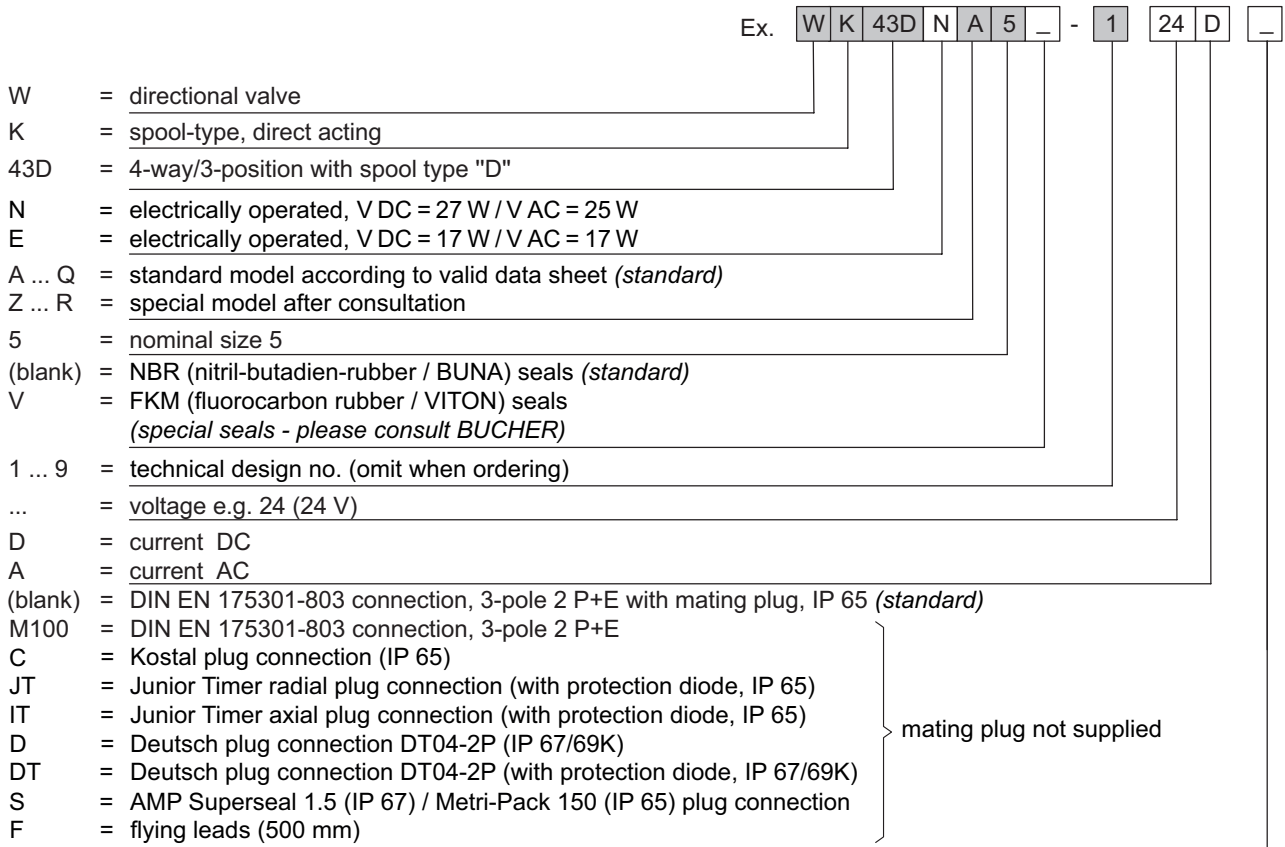 Ex. W K 43D N A 5 _ - 1 24 D _
W = directional valve
K = spool-type, direct acting
43D = 4-way/3-position with spool type "D"
N = electrically operated, V DC = 27 W / V AC = 25 W
E = electrically operated, V DC = 17 W / V AC = 17 W
A ... Q = standard model according to valid data sheet (standard)
Z ... R = special model after consultation
5 = nominal size 5
(blank) = NBR (nitril-butadien-rubber / BUNA) seals (standard)
V = FKM (fluorocarbon rubber / VITON) seals
(special seals - please consult BUCHER)
1 ... 9 = technical design no. (omit when ordering)
... = voltage e.g. 24 (24 V)
D = current DC
A = current AC
(blank) = DIN EN 175301-803 connection, 3-pole 2 P+E with mating plug, IP 65 (standard)
M100 = DIN EN 175301-803 connection, 3-pole 2 P+E
C = Kostal plug connection (IP 65)
JT = Junior Timer radial plug connection (with protection diode, IP 65)
IT = Junior Timer axial plug connection (with protection diode, IP 65)
mating plug not supplied
D = Deutsch plug connection DT04-2P (IP 67/69K)
DT = Deutsch plug connection DT04-2P (with protection diode, IP 67/69K)
S = AMP Superseal 1.5 (IP 67) / Metri-Pack 150 (IP 65) plug connection
F = flying leads (500 mm)